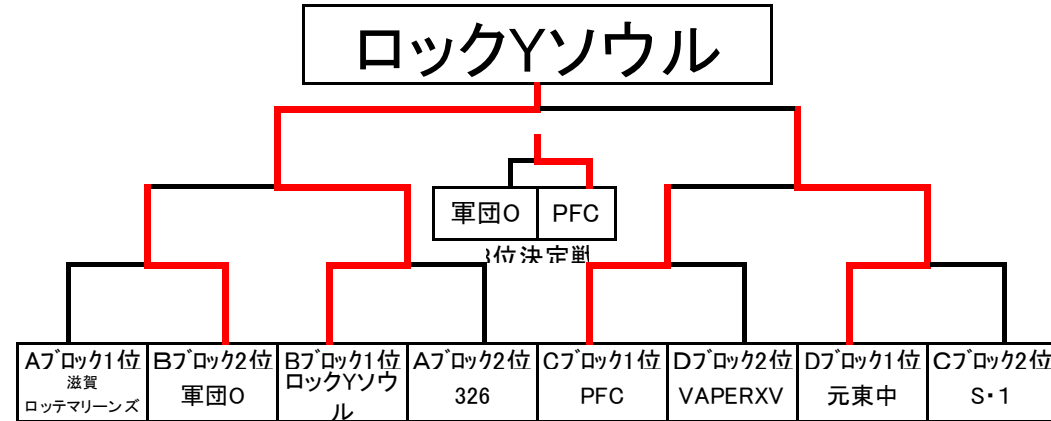 ロックYソウル
軍団O
PFC
3位決定戦
Aブロック1位
滋賀
ロッテマリーンズ
Bブロック2位
軍団O
Bブロック1位
ロックYソウ
ル
Aブロック2位
326
Cブロック1位
PFC
Dブロック2位
VAPERXV
Dブロック1位
元東中
Cブロック2位
S・1